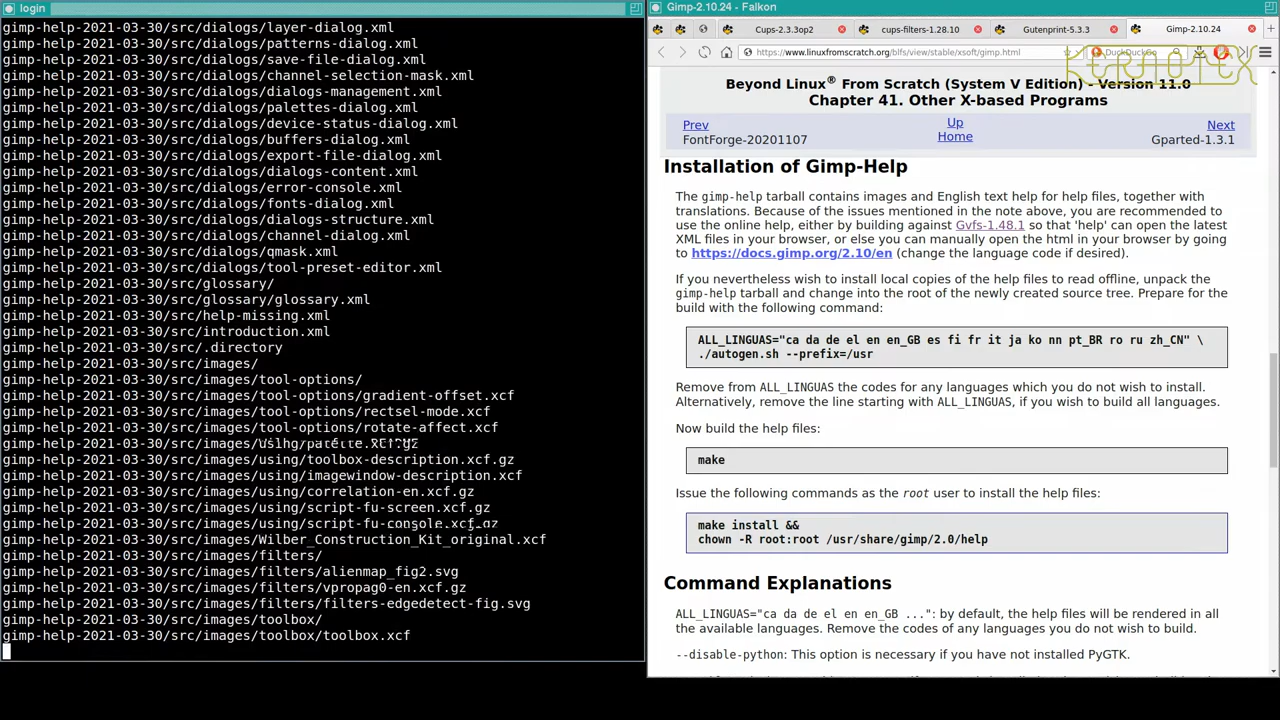 login
gimp-help-2021-03-30/src/dialogs/layer-dialog.xml
gimp-help-2021-03-30/src/dialogs/patterns-dialog.xml
gimp-help-2021-03-30/src/dialogs/save-file-dialog.xml
gimp-help-2021-03-30/src/dialogs/channel-selection-mask.xml
gimp-help-2021-03-30/src/dialogs/dialogs-management.xml
gimp-help-2021-03-30/src/dialogs/palettes-dialog.xml
gimp-help-2021-03-30/src/dialogs/device-status-dialog.xml
gimp-help-2021-03-30/src/dialogs/buffers-dialog.xml
gimp-help-2021-03-30/src/dialogs/export-file-dialog.xml
gimp-help-2021-03-30/src/dialogs/dialogs-content.xml
gimp-help-2021-03-30/src/dialogs/error-console.xml
gimp-help-2021-03-30/src/dialogs/fonts-dialog.xml
gimp-help-2021-03-30/src/dialogs/dialogs-structure.xml
gimp-help-2021-03-30/src/dialogs/channel-dialog.xml
gimp-help-2021-03-30/src/dialogs/qmask.xml
gimp-help-2021-03-30/src/dialogs/tool-preset-editor.xml
gimp-help-2021-03-30/src/glossary/
gimp-help-2021-03-30/src/glossary/glossary.xml
gimp-help-2021-03-30/src/help-missing.xml
gimp-help-2021-03-30/src/introduction.xml
gimp-help-2021-03-30/src/.directory
gimp-help-2021-03-30/src/images/
gimp-help-2021-03-30/src/images/tool-options/
gimp-help-2021-03-30/src/images/tool-options/gradient-offset.xcf
gimp-help-2021-03-30/src/images/tool-options/rectsel-mode.xcf
gimp-help-2021-03-30/src/images/tool-options/rotate-affect.xcf
gimp-help-2021-03-30/src/images/using/toolbox-description.xcf.gz
gimp-help-2021-03-30/src/images/using/imagewindow-description.xcf
gimp-help-2021-03-30/src/images/using/correlation-en.xcf.gz
gimp-help-2021-03-30/src/images/using/script-fu-screen.xcf.gz
gimp-help-2021-03-30/src/images/using/script-fu-console.xcf.gz
gimp-help-2021-03-30/src/images/Wilber_Construction_Kit_original.xcf
gimp-help-2021-03-30/src/images/filters/
gimp-help-2021-03-30/src/images/filters/alienmap_fig2.svg
gimp-help-2021-03-30/src/images/filters/vpropag0-en.xcf.gz
gimp-help-2021-03-30/src/images/filters/filters-edgedetect-fig.svg
gimp-help-2021-03-30/src/images/toolbox/
gimp-help-2021-03-30/src/images/toolbox/toolbox.xcf
Gimp-2.10.24 - Falkon
Cups-2.3.3op2 cups-filters-1.28.10 Gutenprint-5.3.3 Gimp-2.10.24
https://www.linuxfromscratch.org/blfs/view/stable/xsoft/gimp.html DuckDuckGo
KERNOTEX
Beyond Linux® From Scratch (System V Edition) - Version 11.0
Chapter 41. Other X-based Programs
Prev Up Next
FontForge-20201107 Home Gparted-1.3.1
Installation of Gimp-Help
The gimp-help tarball contains images and English text help for help files, together with
translations. Because of the issues mentioned in the note above, you are recommended to
use the online help, either by building against Gvfs-1.48.1 so that 'help' can open the latest
XML files in your browser, or else you can manually open the html in your browser by going
to https://docs.gimp.org/2.10/en (change the language code if desired).
If you nevertheless wish to install local copies of the help files to read offline, unpack the
gimp-help tarball and change into the root of the newly created source tree. Prepare for the
build with the following command:
ALL_LINGUAS="ca da de el en en_GB es fi fr it ja ko nn pt_BR ro ru zh_CN" \
./autogen.sh --prefix=/usr
Remove from ALL_LINGUAS the codes for any languages which you do not wish to install.
Alternatively, remove the line starting with ALL_LINGUAS, if you wish to build all languages.
Now build the help files:
make
Issue the following commands as the root user to install the help files:
make install &&
chown -R root:root /usr/share/gimp/2.0/help
Command Explanations
ALL_LINGUAS="ca da de el en en_GB ...": by default, the help files will be rendered in all
the available languages. Remove the codes of any languages you do not wish to build.
--disable-python: This option is necessary if you have not installed PyGTK.